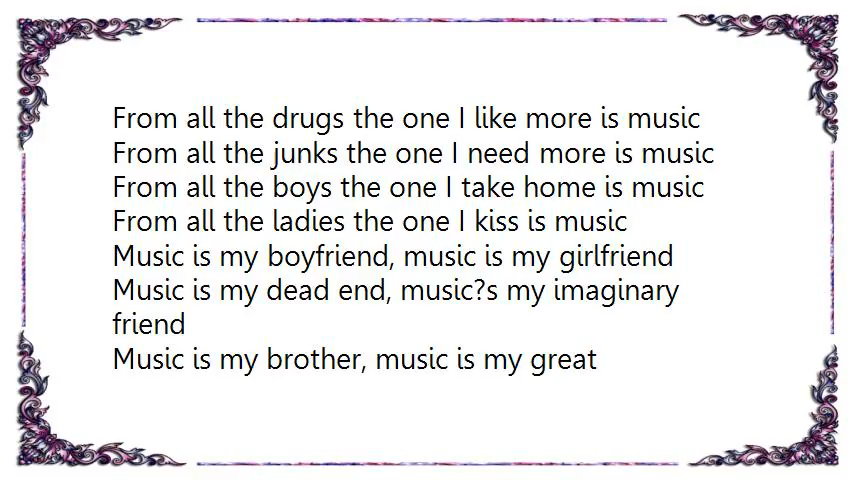 From all the drugs the one I like more is music
From all the junks the one I need more is music
From all the boys the one I take home is music
From all the ladies the one I kiss is music
Music is my boyfriend, music is my girlfriend
Music is my dead end, music?s my imaginary
friend
Music is my brother, music is my great